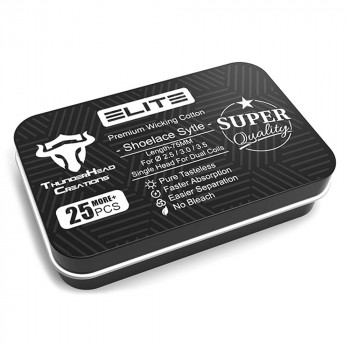 ELITE
Premium Wicking Cotton
- Shoelace Sytle -
Length-76MM
For Ø 2.5 / 3.0 / 3.5
Single Head For Dual Coils
Pure Tasteless
Faster Absorption
Easier Separation
No Bleach
SUPER
Quality
THUNDERHEAD
CREATIONS
25 MORE+
PCS